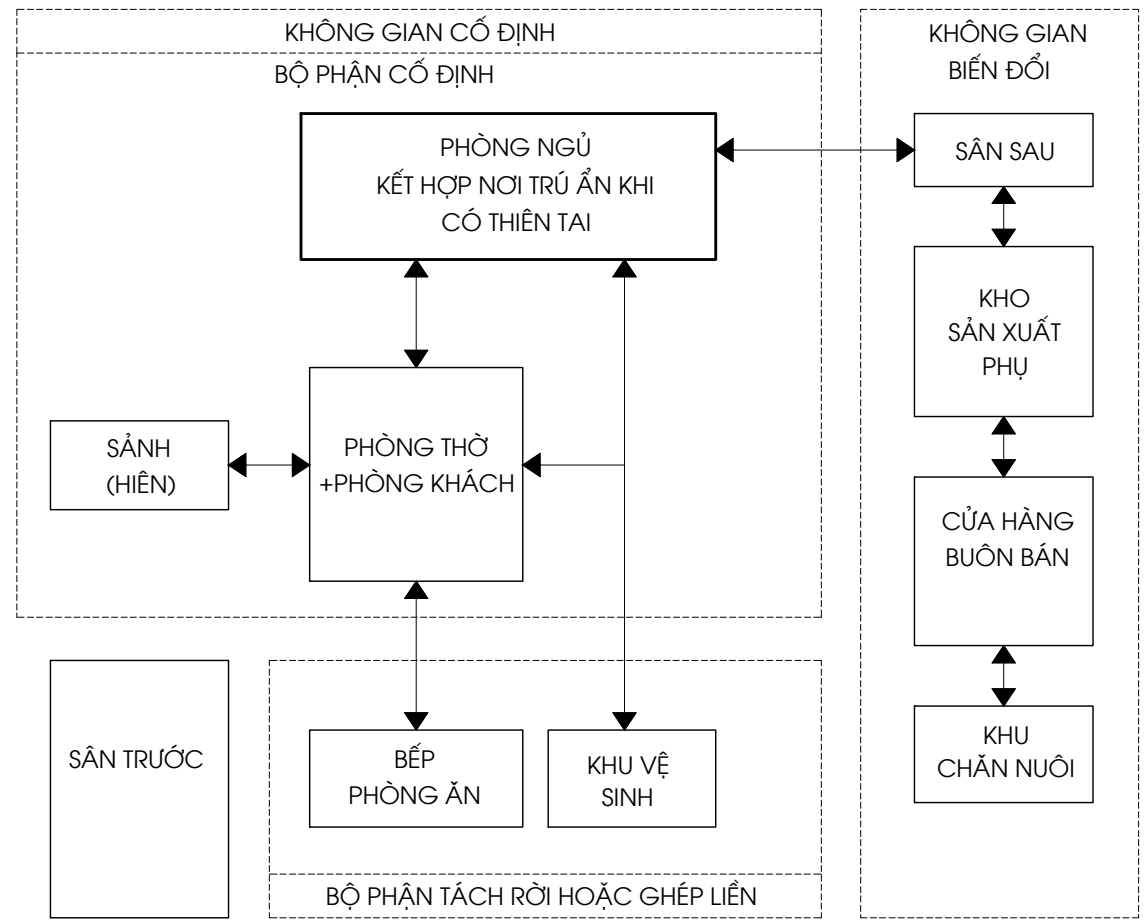 KHÔNG GIAN CỐ ĐỊNH
BỘ PHẬN CỐ ĐỊNH
PHÒNG NGỦ
KẾT HỢP NƠI TRÚ ẨN KHI
CÓ THIÊN TAI
SẢNH
(HIÊN)
PHÒNG THỜ
+PHÒNG KHÁCH
SÂN TRƯỚC
BẾP
PHÒNG ĂN
KHU VỆ
SINH
BỘ PHẬN TÁCH RỜI HOẶC GHÉP LIỀN
KHÔNG GIAN
BIẾN ĐỔI
SÂN SAU
KHO
SẢN XUẤT
PHỤ
CỬA HÀNG
BUÔN BÁN
KHU
CHĂN NUÔI